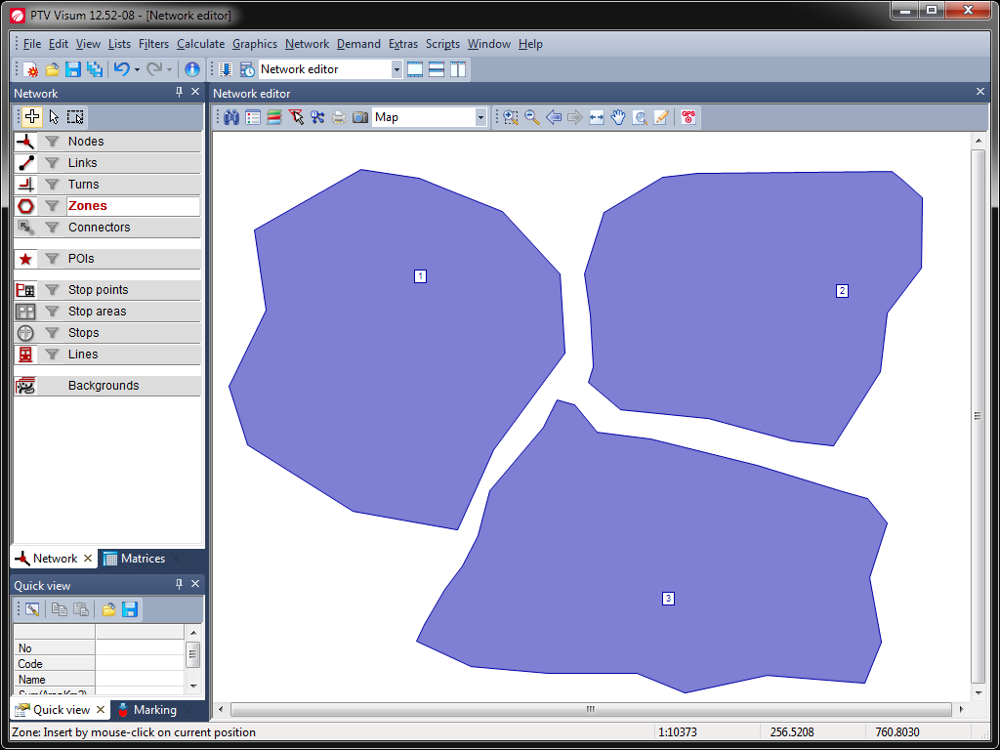 PTV Visum 12.52-08 - [Network editor]
File Edit View Lists Filters Calculate Graphics Network Demand Extras Scripts Window Help
Network editor
Network
Network editor
Map
GPS
Nodes
Links
Turns
Zones
Connectors
POIs
Stop points
Stop areas
Stops
Lines
Backgrounds
1
2
3
Network
Matrices
Quick view
No
Code
Name
Sum(AreaKm2)
Quick view
Marking
Zone: Insert by mouse-click on current position
1:10373
256.5208
760.8030